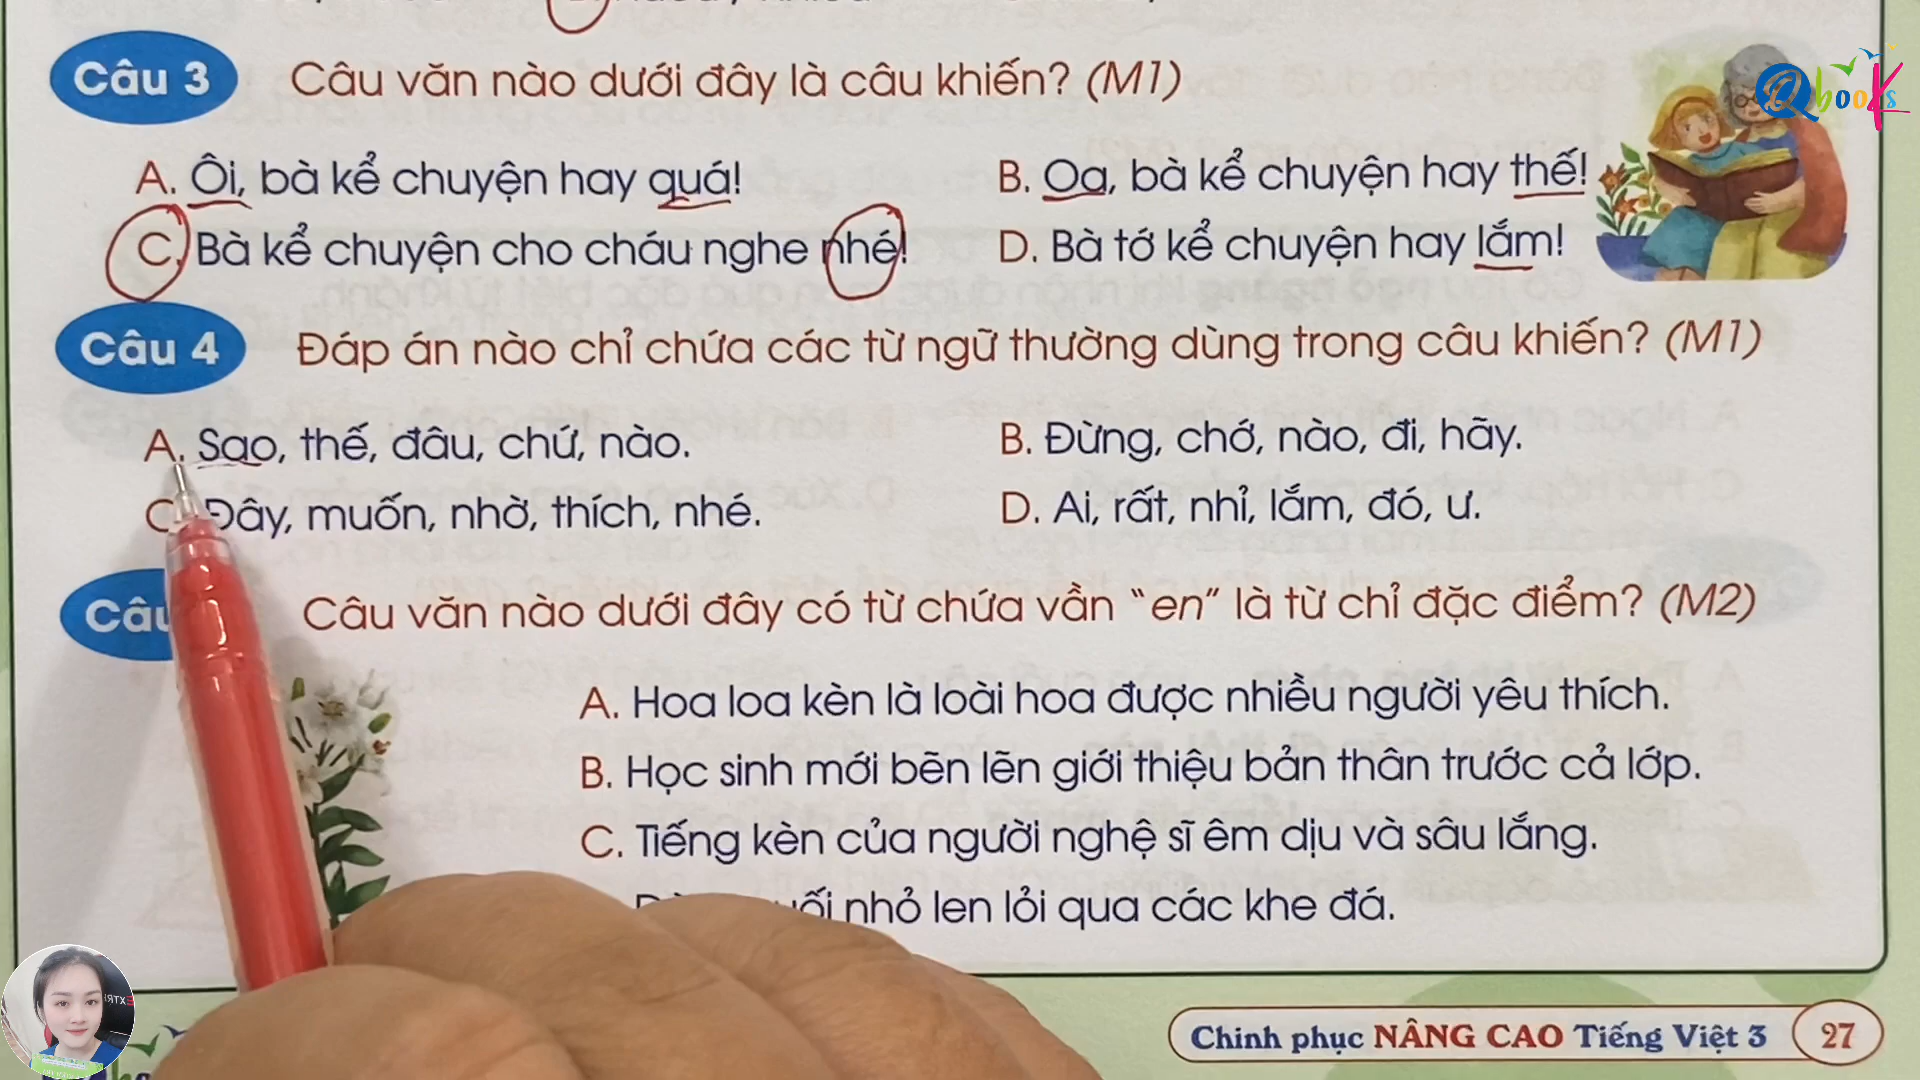 Câu 3 Câu văn nào dưới đây là câu khiến? (M1)
Qbooks
A. Ôi, bà kể chuyện hay quá! B. Oa, bà kể chuyện hay thế!
C. Bà kể chuyện cho cháu nghe nhé! D. Bà tớ kể chuyện hay lắm!
Câu 4 Đáp án nào chỉ chứa các từ ngữ thường dùng trong câu khiến? (M1)
A. Sao, thế, đâu, chứ, nào. B. Đừng, chớ, nào, đi, hãy.
C. Đây, muốn, nhờ, thích, nhé. D. Ai, rất, nhỉ, lắm, đó, ư.
Câu Câu văn nào dưới đây có từ chứa vần “en” là từ chỉ đặc điểm? (M2)
A. Hoa loa kèn là loài hoa được nhiều người yêu thích.
B. Học sinh mới bẽn lẽn giới thiệu bản thân trước cả lớp.
C. Tiếng kèn của người nghệ sĩ êm dịu và sâu lắng.
nhỏ len lỏi qua các khe đá.
Chinh phục NÂNG CAO Tiếng Việt 3 27